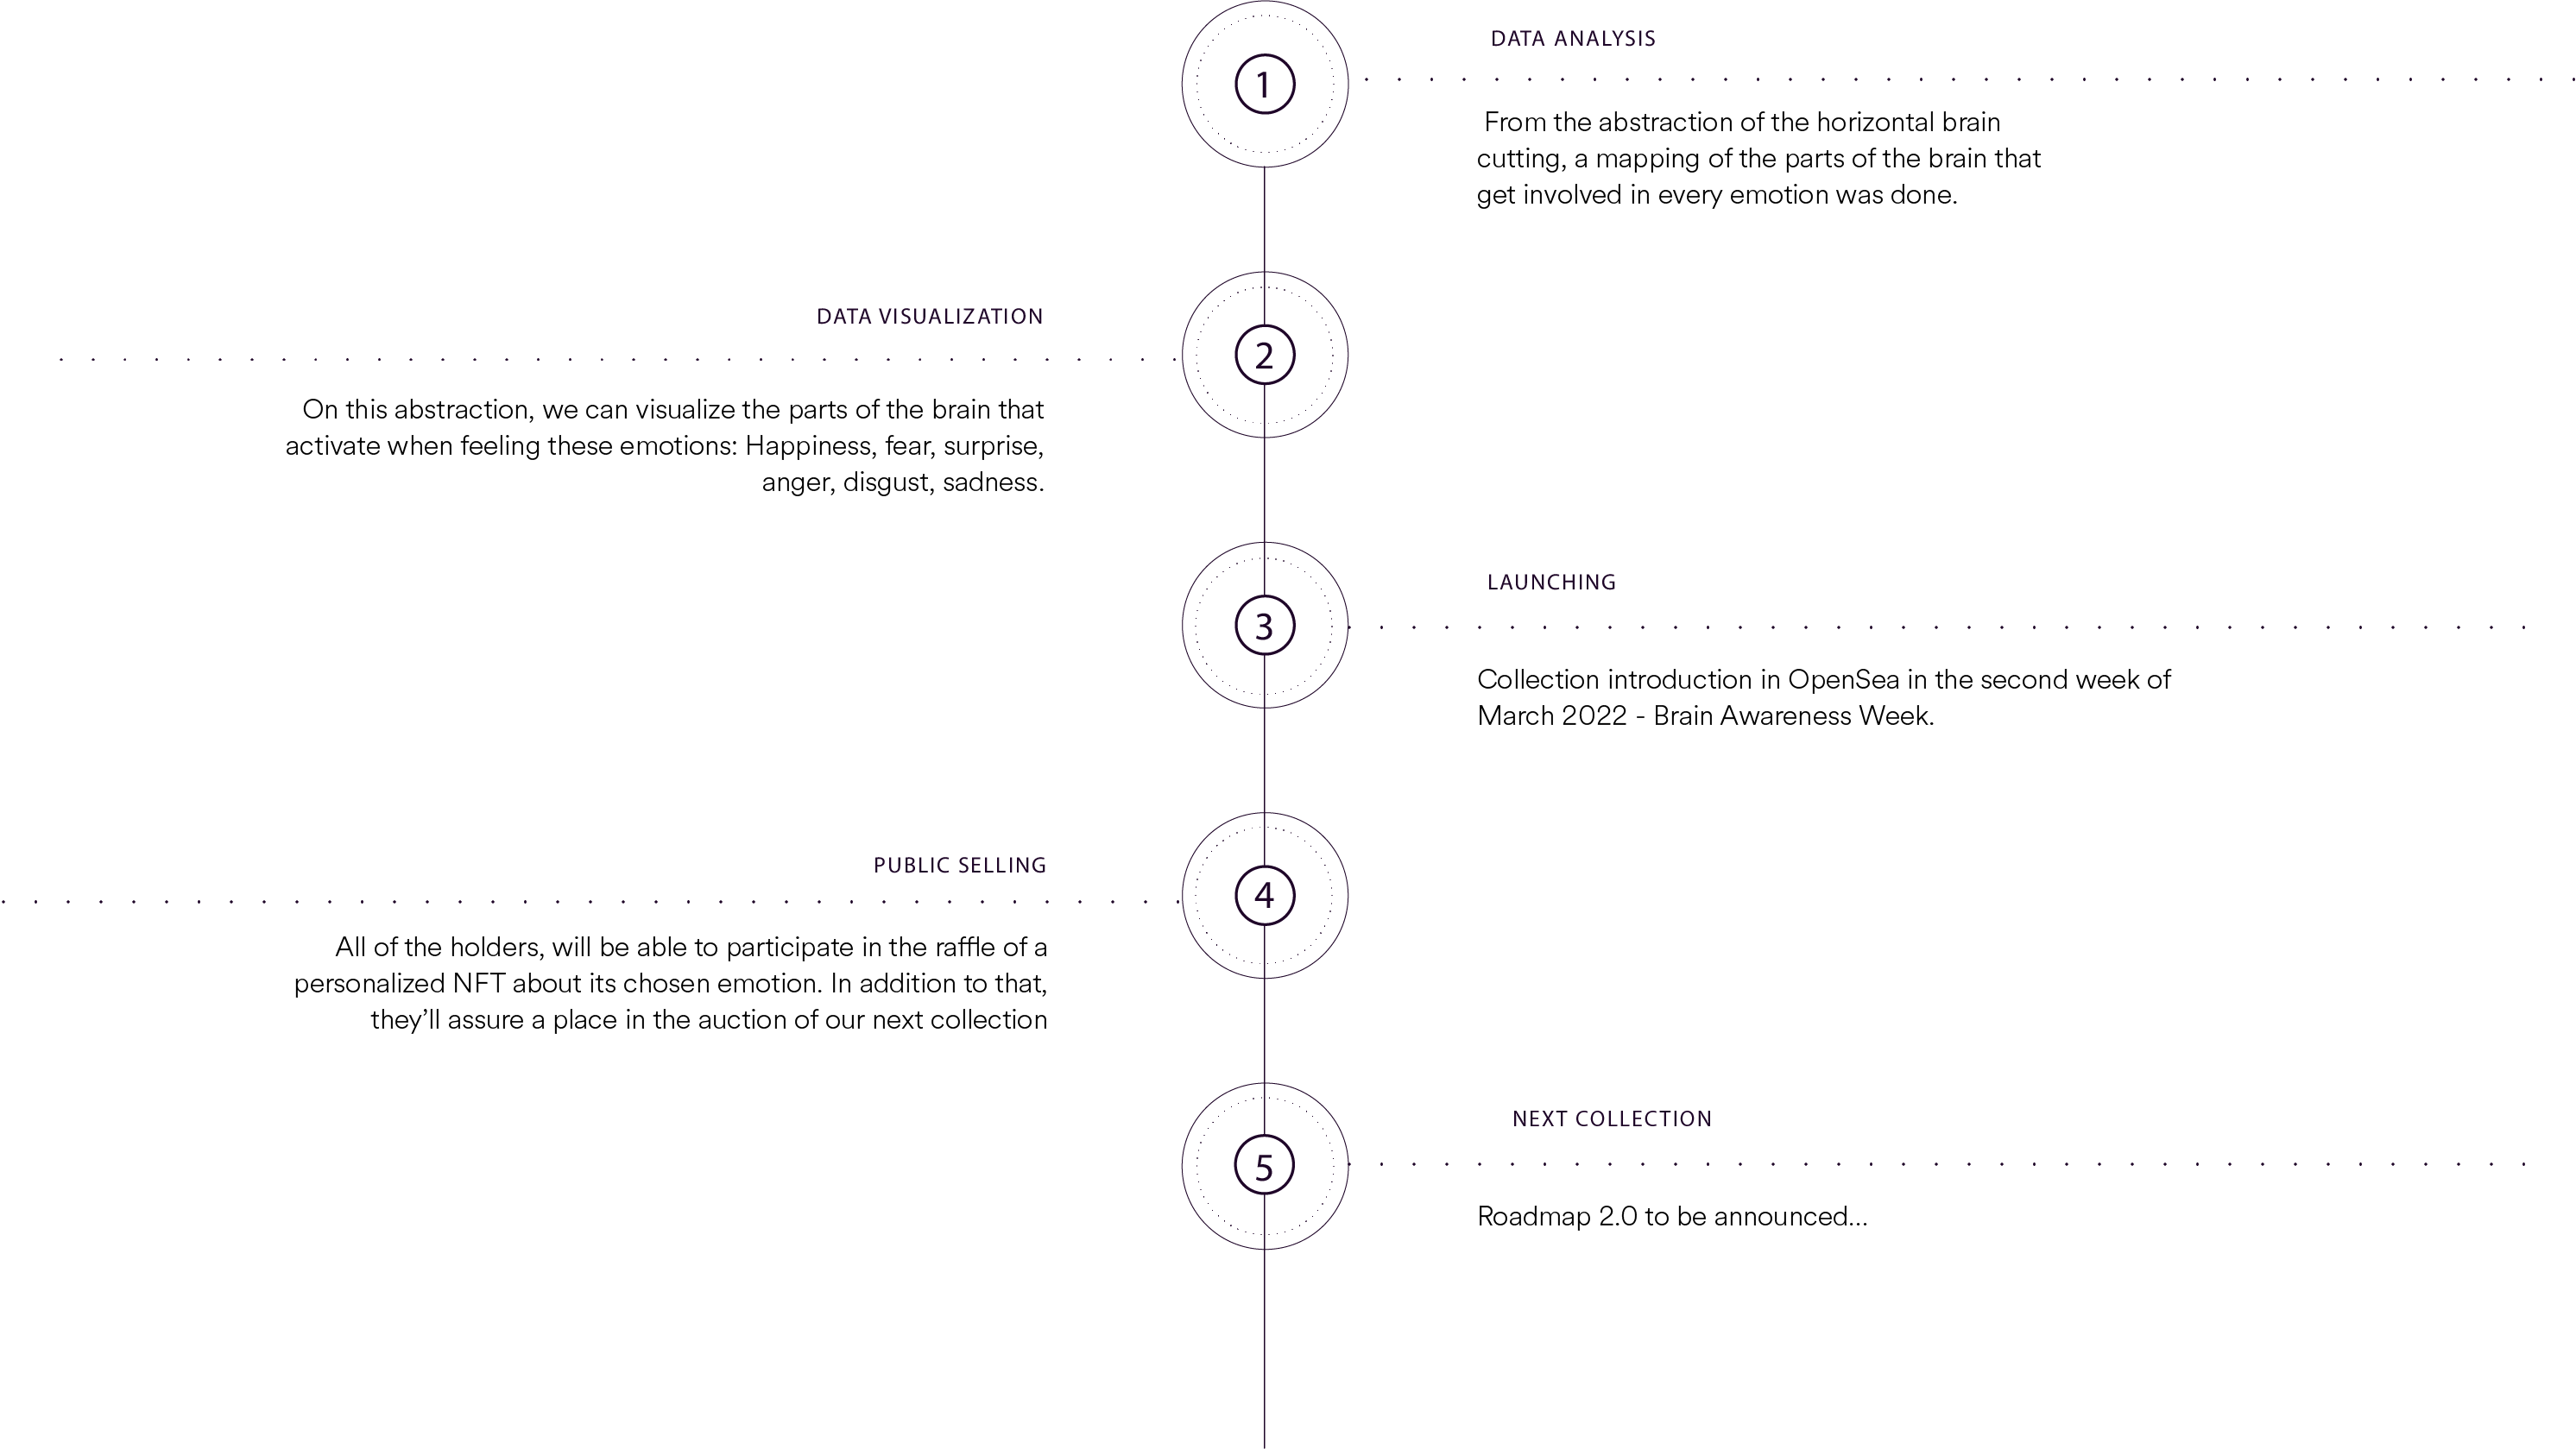 1
DATA ANALYSIS
From the abstraction of the horizontal brain
cutting, a mapping of the parts of the brain that
get involved in every emotion was done.
2
DATA VISUALIZATION
On this abstraction, we can visualize the parts of the brain that
activate when feeling these emotions: Happiness, fear, surprise,
anger, disgust, sadness.
3
LAUNCHING
Collection introduction in OpenSea in the second week of
March 2022 - Brain Awareness Week.
4
PUBLIC SELLING
All of the holders, will be able to participate in the raffle of a
personalized NFT about its chosen emotion. In addition to that,
they’ll assure a place in the auction of our next collection
5
NEXT COLLECTION
Roadmap 2.0 to be announced...